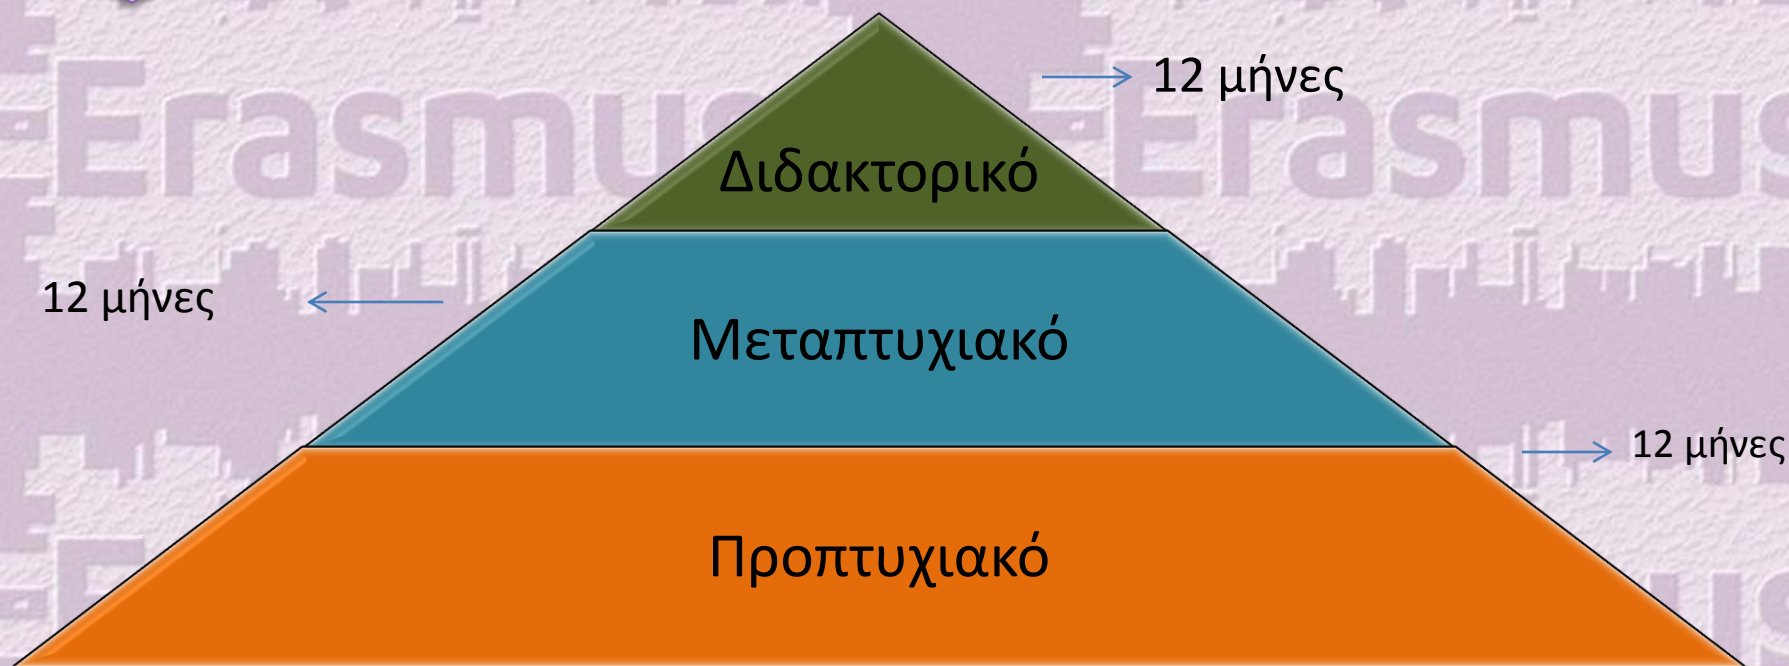 Erasmus
Erasmus
12 μήνες
Διδακτορικό
12 μήνες
Μεταπτυχιακό
12 μήνες
Προπτυχιακό